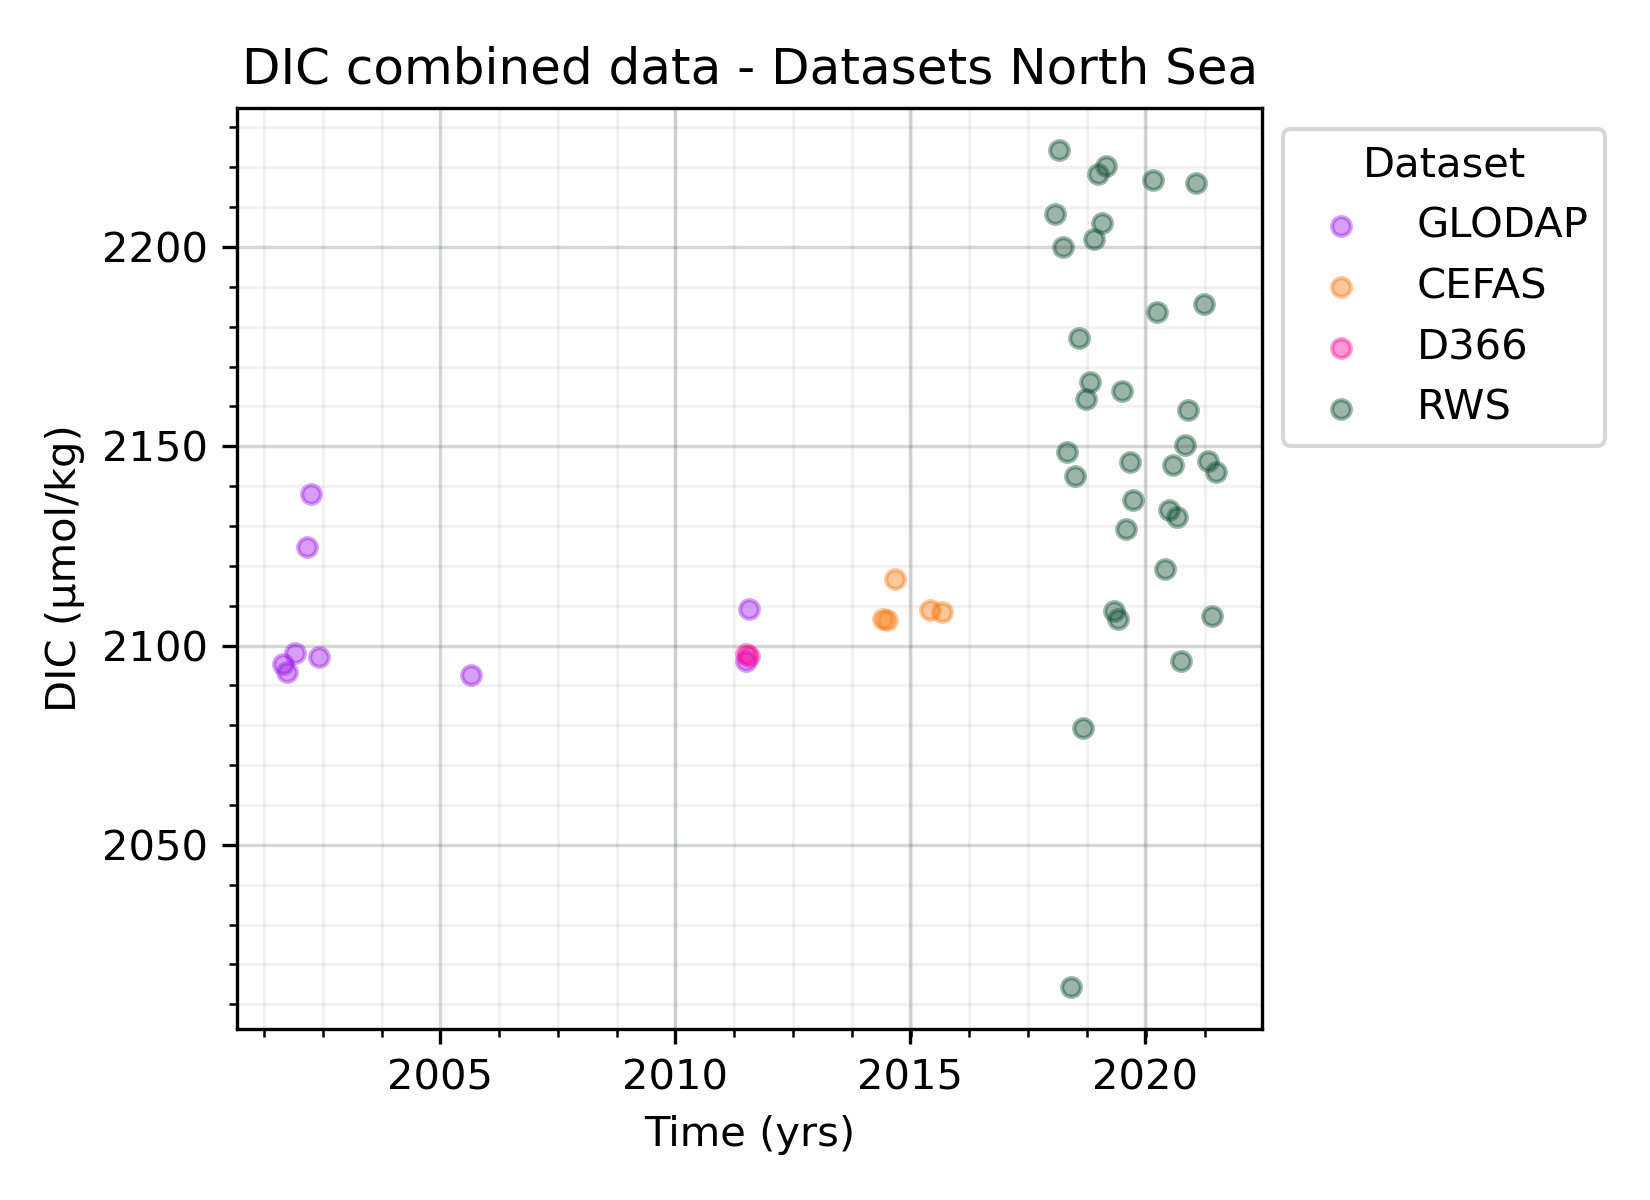 DIC combined data - Datasets North Sea
Dataset
GLODAP
CEFAS
D366
RWS
DIC (µmol/kg)
2200
2150
2100
2050
2005 2010 2015 2020
Time (yrs)